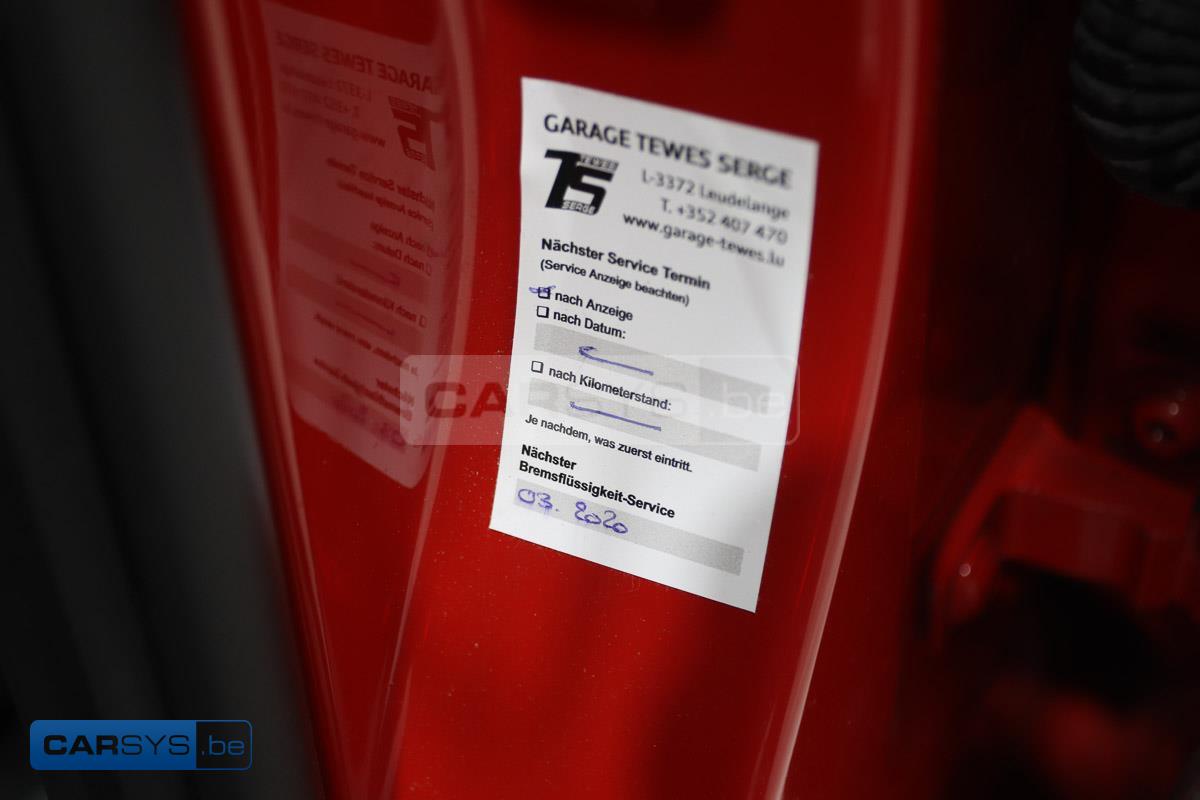 GARAGE TEWES SERGE
TEWES
TS
SERGE
L-3372 Leudelange
T. +352 407 470
www.garage-tewes.lu
Nächster Service Termin
(Service Anzeige beachten)
nach Anzeige
nach Datum:
nach Kilometerstand:
Je nachdem, was zuerst eintritt.
Nächster
Bremsflüssigkeit-Service
03. 2020
CARSYS.be
CARSYS.be